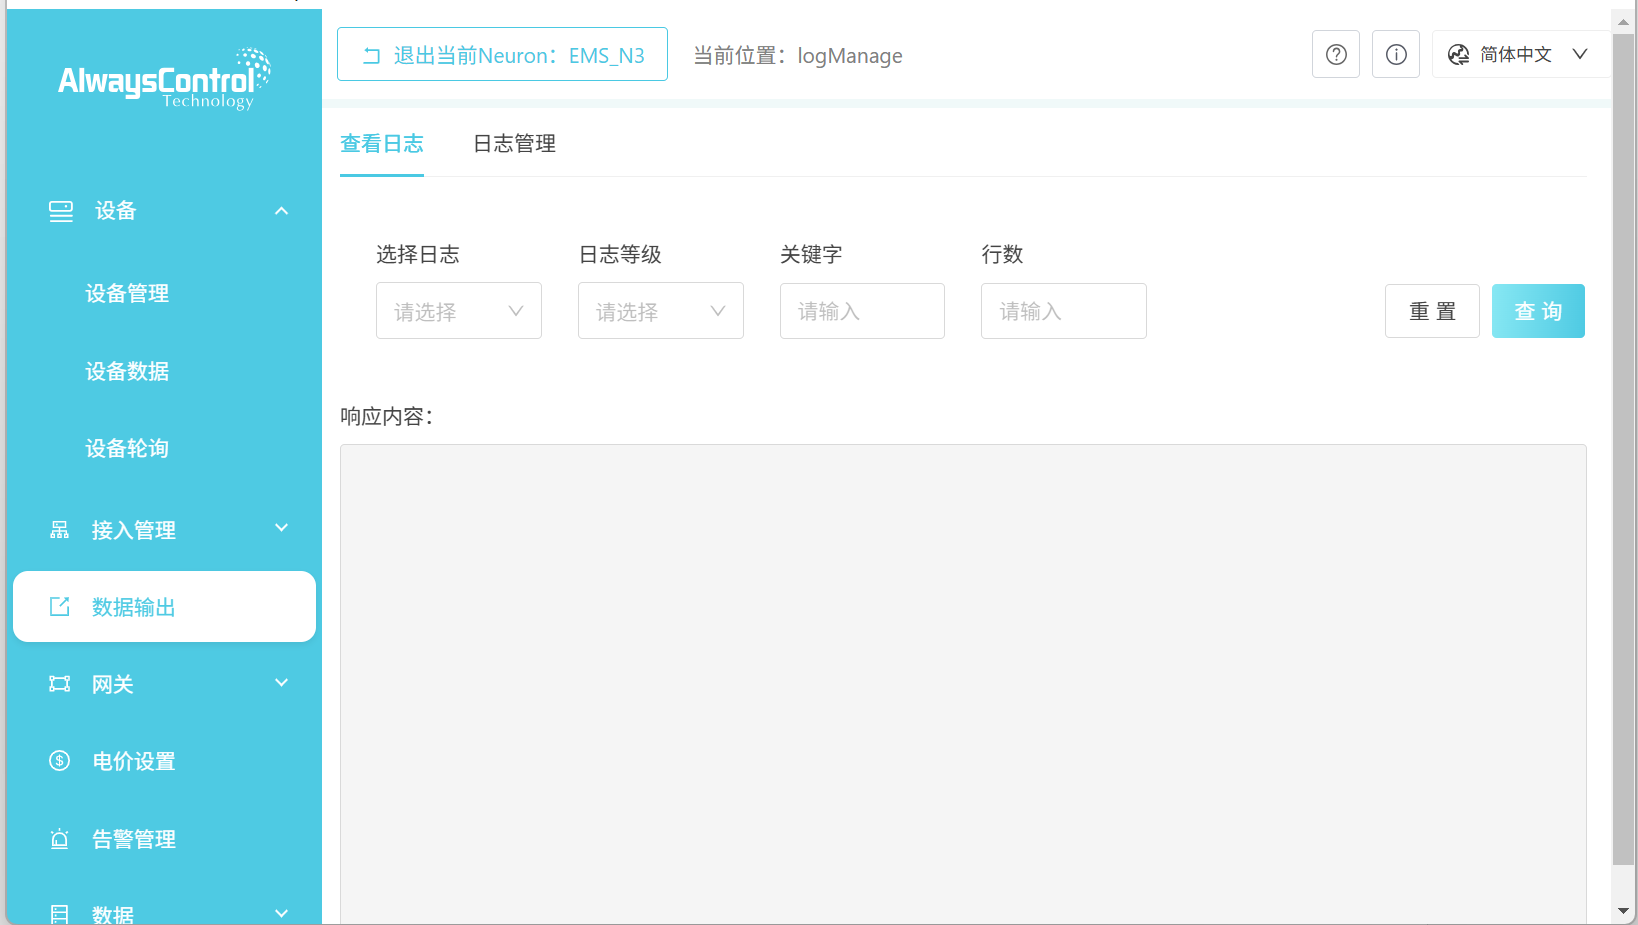 AlwaysControl
Technology
设备
设备管理
设备数据
设备轮询
接入管理
数据输出
网关
电价设置
告警管理
数据
退出当前Neuron：EMS_N3
当前位置：logManage
简体中文
查看日志
日志管理
选择日志
日志等级
关键字
行数
请选择
请选择
请输入
请输入
重 置
查 询
响应内容：